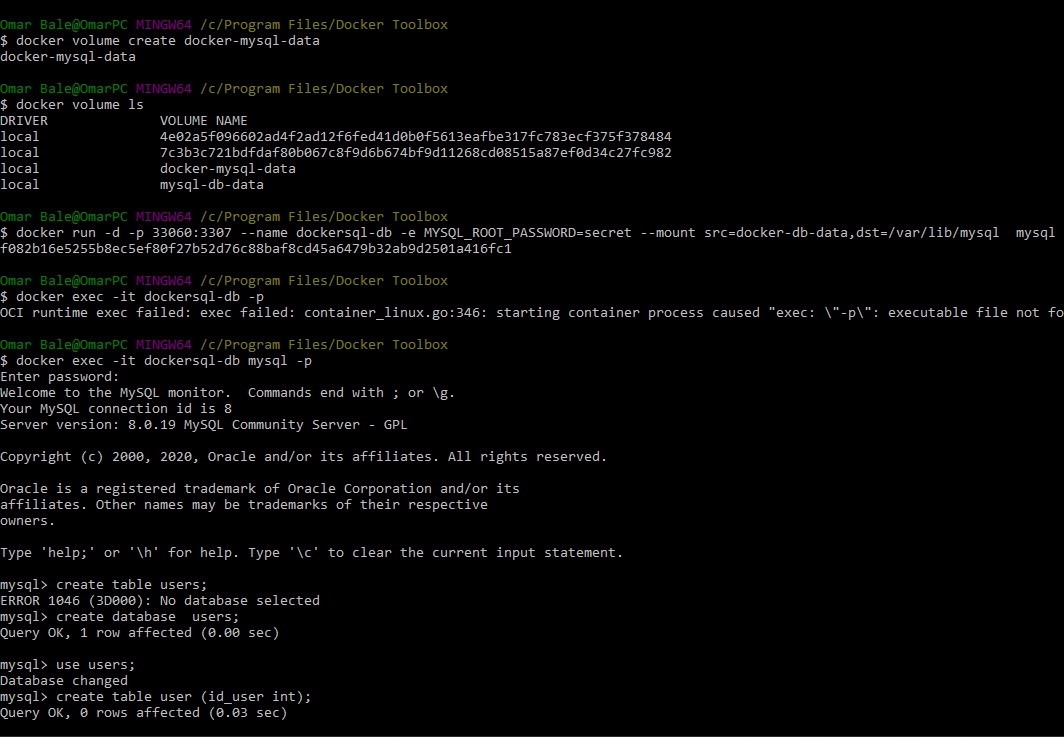 Omar Bale@OmarPC MINGW64 /c/Program Files/Docker Toolbox
$ docker volume create docker-mysql-data
docker-mysql-data
Omar Bale@OmarPC MINGW64 /c/Program Files/Docker Toolbox
$ docker volume ls
DRIVER              VOLUME NAME
local               4e02a5f096602ad4f2ad12f6fed41d0b0f5613eafbe317fc783ecf375f378484
local               7c3b3c721bdfdaf80b067c8f9d6b674bf9d11268cd08515a87ef0d34c27fc982
local               docker-mysql-data
local               mysql-db-data
Omar Bale@OmarPC MINGW64 /c/Program Files/Docker Toolbox
$ docker run -d -p 33060:3307 --name dockersql-db -e MYSQL_ROOT_PASSWORD=secret --mount src=docker-db-data,dst=/var/lib/mysql  mysql
f082b16e5255b8ec5ef80f27b52d76c88baf8cd45a6479b32ab9d2501a416fc1
Omar Bale@OmarPC MINGW64 /c/Program Files/Docker Toolbox
$ docker exec -it dockersql-db -p
OCI runtime exec failed: exec failed: container_linux.go:346: starting container process caused "exec: \"-p\": executable file not fo
Omar Bale@OmarPC MINGW64 /c/Program Files/Docker Toolbox
$ docker exec -it dockersql-db mysql -p
Enter password:
Welcome to the MySQL monitor.  Commands end with ; or \g.
Your MySQL connection id is 8
Server version: 8.0.19 MySQL Community Server - GPL
Copyright (c) 2000, 2020, Oracle and/or its affiliates. All rights reserved.
Oracle is a registered trademark of Oracle Corporation and/or its
affiliates. Other names may be trademarks of their respective
owners.
Type 'help;' or '\h' for help. Type '\c' to clear the current input statement.
mysql> create table users;
ERROR 1046 (3D000): No database selected
mysql> create database  users;
Query OK, 1 row affected (0.00 sec)
mysql> use users;
Database changed
mysql> create table user (id_user int);
Query OK, 0 rows affected (0.03 sec)